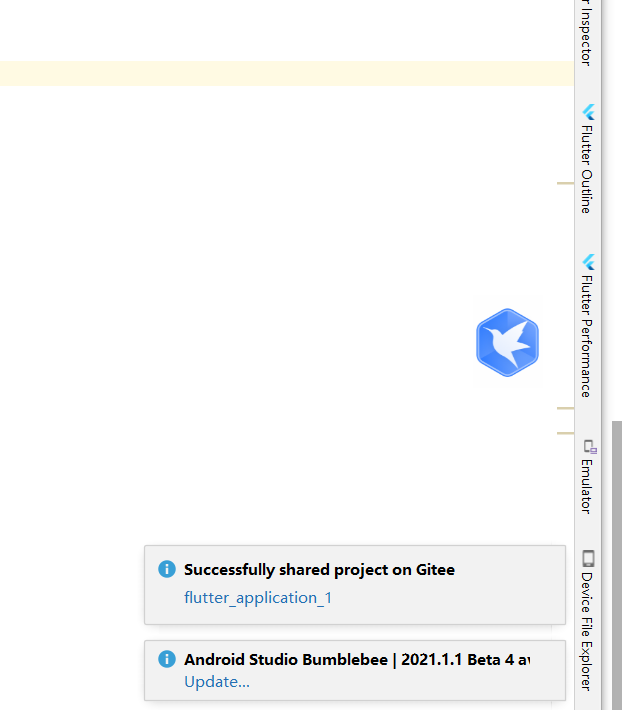 Inspector
Flutter Outline
Flutter Performance
Emulator
Device File Explorer
Successfully shared project on Gitee
flutter_application_1
Android Studio Bumblebee | 2021.1.1 Beta 4
Update...